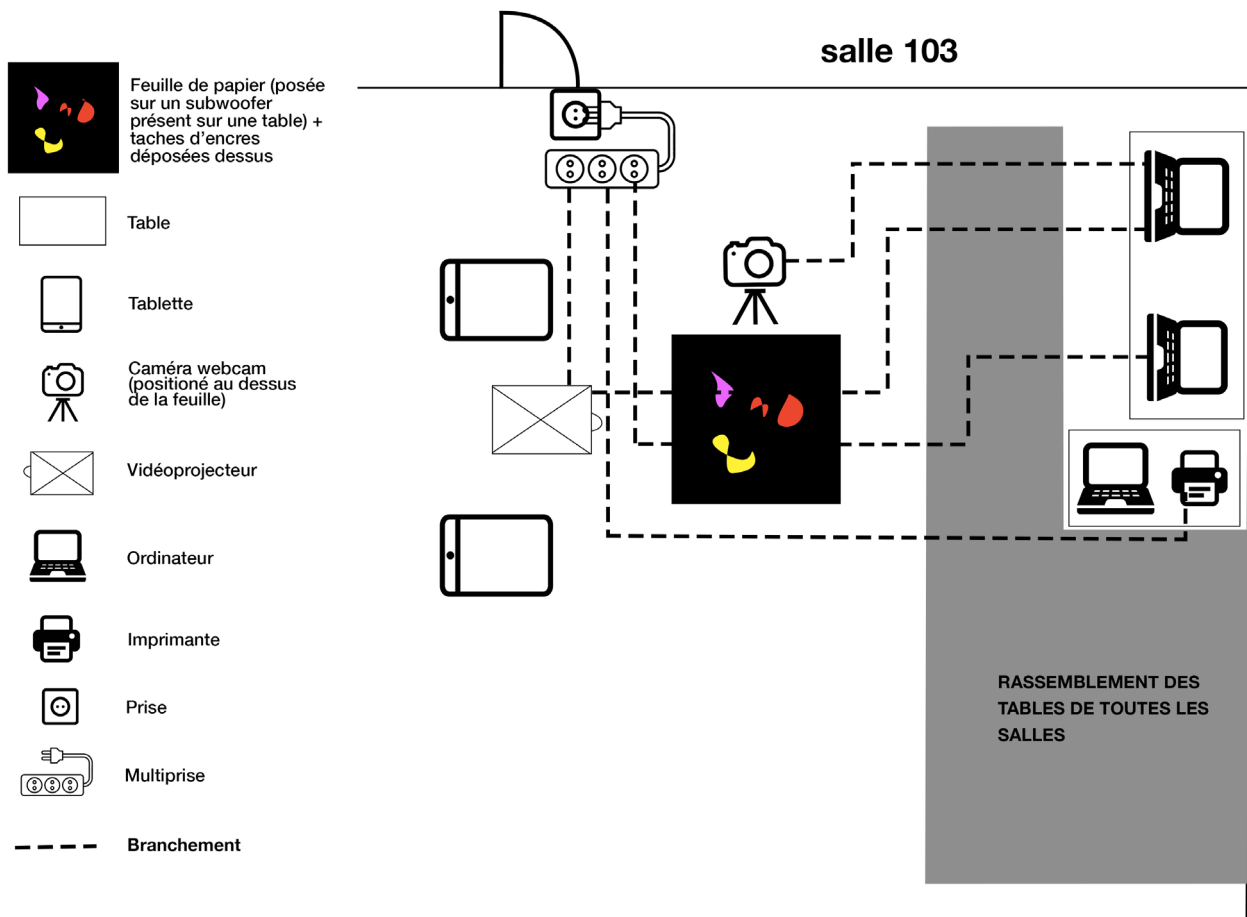 salle 103
Feuille de papier (posée
sur un subwoofer
présent sur une table) +
taches d'encres
déposées dessus
Table
Tablette
Caméra webcam
(positioné au dessus
de la feuille)
Vidéoprojecteur
Ordinateur
Imprimante
Prise
Multiprise
Branchement
RASSEMBLEMENT DES
TABLES DE TOUTES LES
SALLES